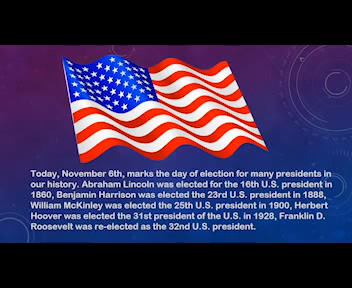 Today, November 6th, marks the day of election for many presidents in
our history. Abraham Lincoln was elected for the 16th U.S. president in
1860, Benjamin Harrison was elected the 23rd U.S. president in 1888,
William McKinley was elected the 25th U.S. president in 1900, Herbert
Hoover was elected the 31st president of the U.S. in 1928, Franklin D.
Roosevelt was re-elected as the 32nd U.S. president.